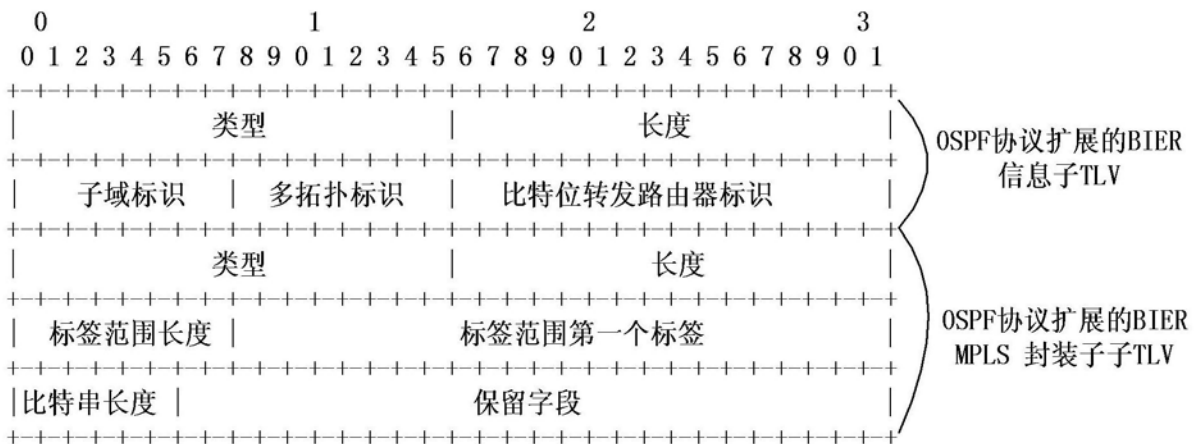 0 1 2 3
0 1 2 3 4 5 6 7 8 9 0 1 2 3 4 5 6 7 8 9 0 1 2 3 4 5 6 7 8 9 0 1
+-+-+-+-+-+-+-+-+-+-+-+-+-+-+-+-+-+-+-+-+-+-+-+-+-+-+-+-+-+-+-+-+
| 类型 | 长度 |
OSPF协议扩展的BIER
信息子TLV
+-+-+-+-+-+-+-+-+-+-+-+-+-+-+-+-+-+-+-+-+-+-+-+-+-+-+-+-+-+-+-+-+
| 子域标识 | 多拓扑标识 | 比特位转发路由器标识 |
+-+-+-+-+-+-+-+-+-+-+-+-+-+-+-+-+-+-+-+-+-+-+-+-+-+-+-+-+-+-+-+-+
| 类型 | 长度 |
+-+-+-+-+-+-+-+-+-+-+-+-+-+-+-+-+-+-+-+-+-+-+-+-+-+-+-+-+-+-+-+-+
| 标签范围长度 | 标签范围第一个标签 |
OSPF协议扩展的BIER
MPLS 封装子子TLV
+-+-+-+-+-+-+-+-+-+-+-+-+-+-+-+-+-+-+-+-+-+-+-+-+-+-+-+-+-+-+-+-+
|比特串长度 | 保留字段 |
+-+-+-+-+-+-+-+-+-+-+-+-+-+-+-+-+-+-+-+-+-+-+-+-+-+-+-+-+-+-+-+-+